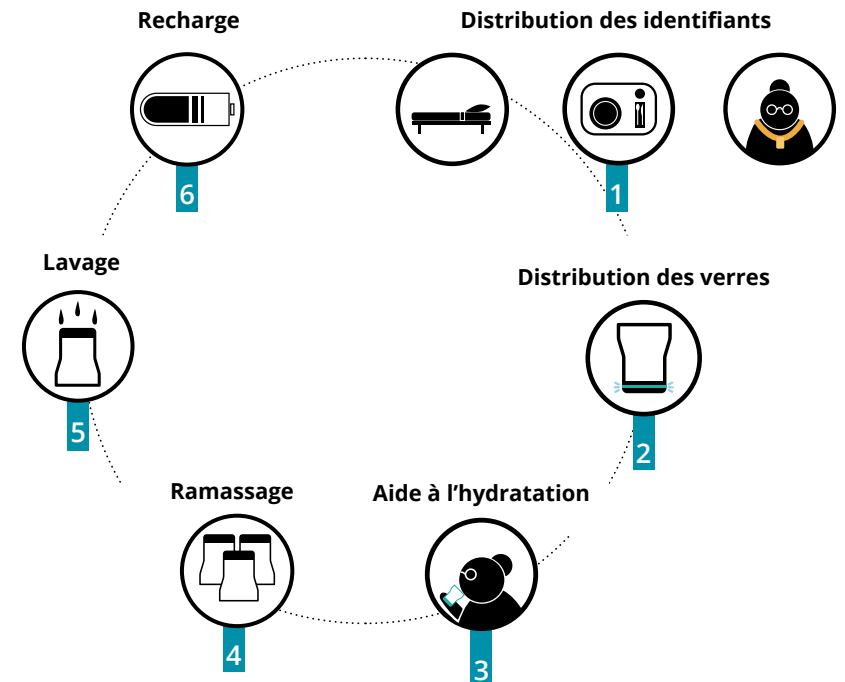 Recharge
Distribution des identifiants
6
1
Lavage
Distribution des verres
5
2
Ramassage
Aide à l’hydratation
4
3